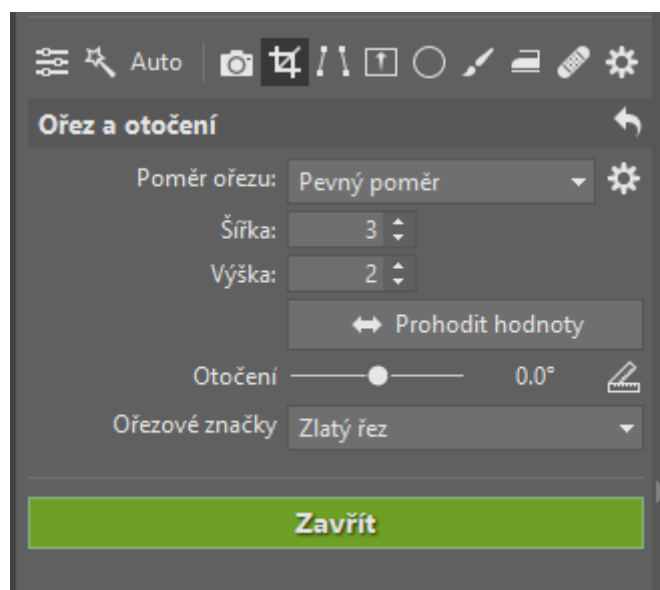 Auto
Ořez a otočení
Poměr ořezu: Pevný poměr
Šířka: 3
Výška: 2
Prohodit hodnoty
Otočení 0.0°
Ořezové značky Zlatý řez
Zavřít